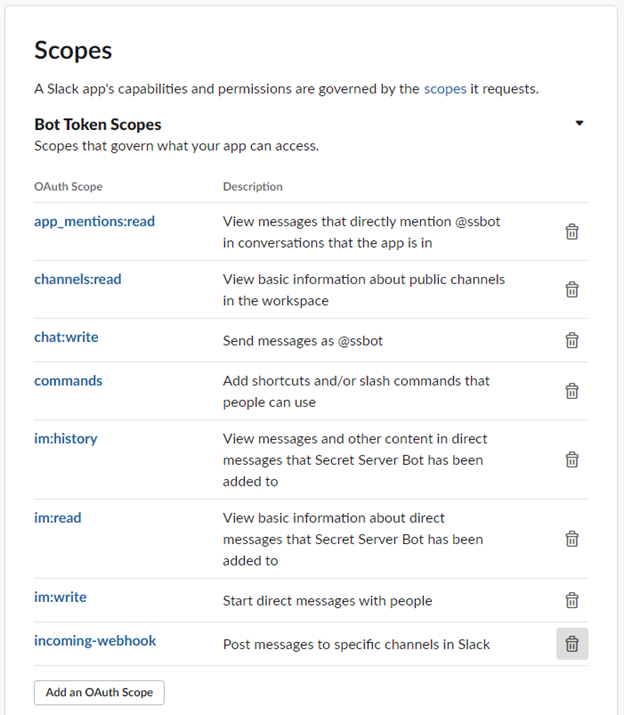 Scopes
A Slack app's capabilities and permissions are governed by the scopes it requests.
Bot Token Scopes
Scopes that govern what your app can access.
OAuth Scope Description
app_mentions:read View messages that directly mention @ssbot
in conversations that the app is in
channels:read View basic information about public channels
in the workspace
chat:write Send messages as @ssbot
commands Add shortcuts and/or slash commands that
people can use
im:history View messages and other content in direct
messages that Secret Server Bot has been
added to
im:read View basic information about direct
messages that Secret Server Bot has been
added to
im:write Start direct messages with people
incoming-webhook Post messages to specific channels in Slack
Add an OAuth Scope